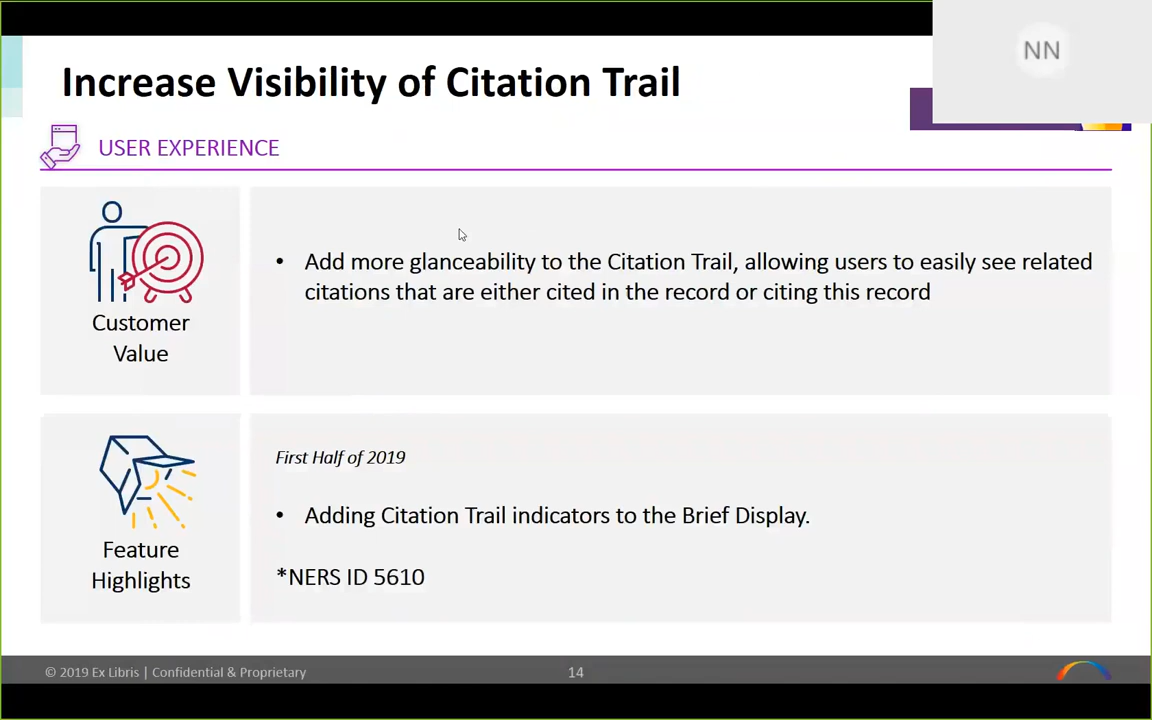 NN
Increase Visibility of Citation Trail
USER EXPERIENCE
Customer
Value
• Add more glanceability to the Citation Trail, allowing users to easily see related
citations that are either cited in the record or citing this record
Feature
Highlights
First Half of 2019
• Adding Citation Trail indicators to the Brief Display.
*NERS ID 5610
© 2019 Ex Libris | Confidential & Proprietary
14